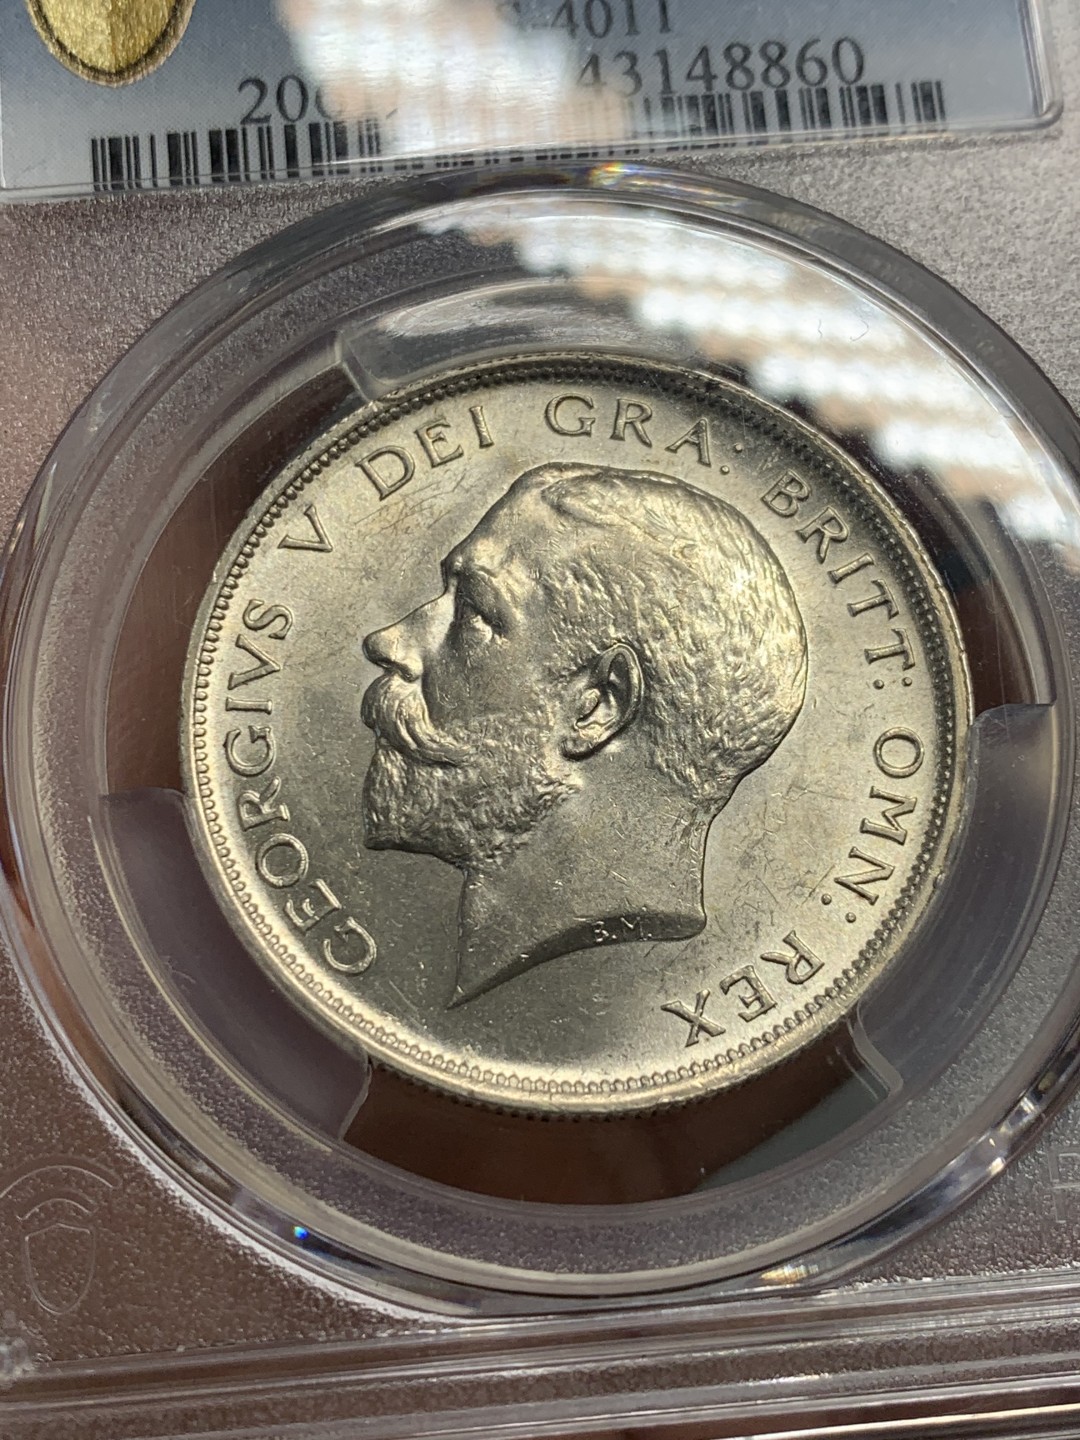 -4011
43148860
GEORGIVS V DEI GRA: BRITT: OMN: REX
B.M.